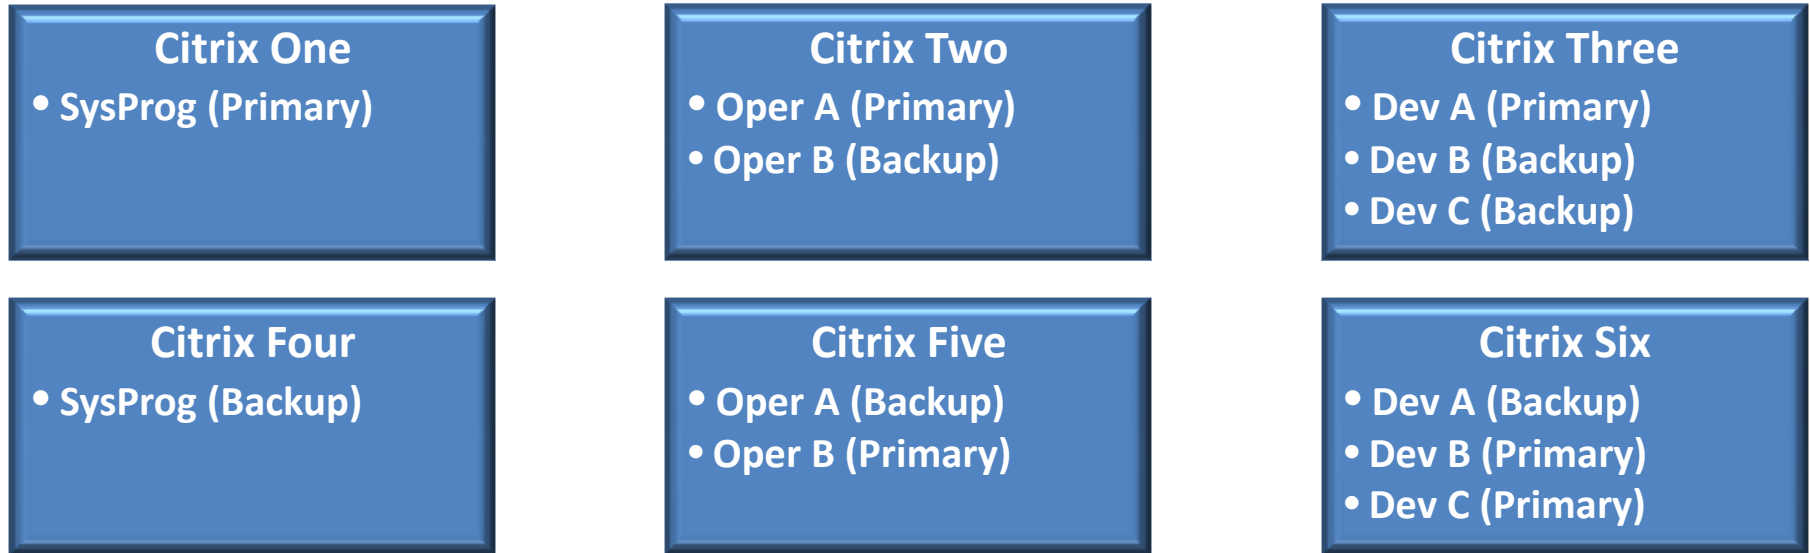 Citrix One
• SysProg (Primary)
Citrix Two
• Oper A (Primary)
• Oper B (Backup)
Citrix Three
• Dev A (Primary)
• Dev B (Backup)
• Dev C (Backup)
Citrix Four
• SysProg (Backup)
Citrix Five
• Oper A (Backup)
• Oper B (Primary)
Citrix Six
• Dev A (Backup)
• Dev B (Primary)
• Dev C (Primary)